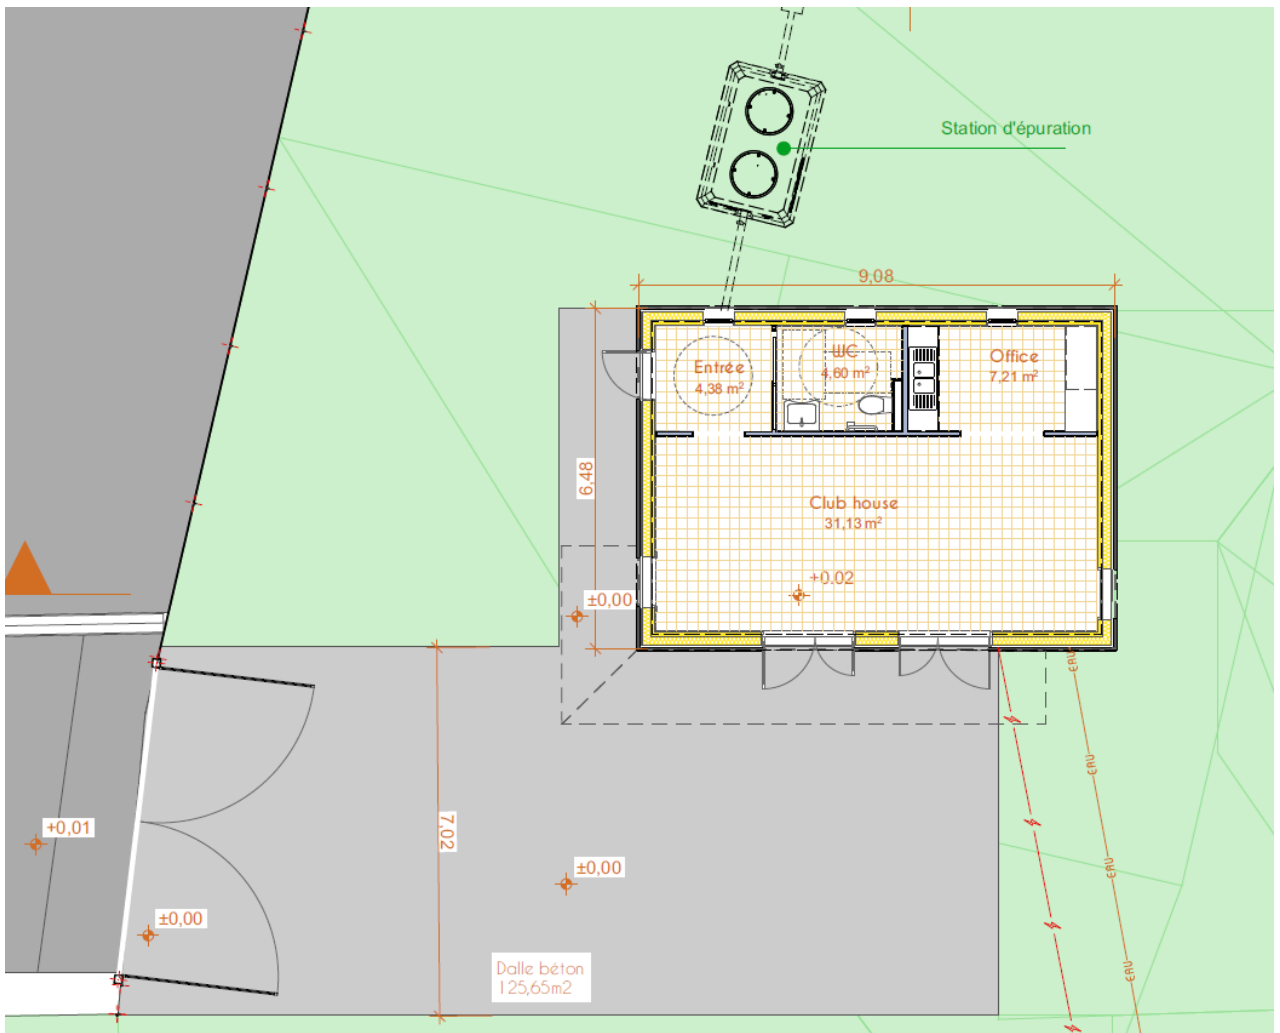 Station d'épuration
9,08
Entrée
4,38 m²
WC
4,60 m²
Office
7,21 m²
6,48
Club house
31,13 m²
+0.02
±0,00
7,02
EAU
EAU
+0,01
±0,00
EAU
±0,00
EAU
Dalle béton
125,65m2